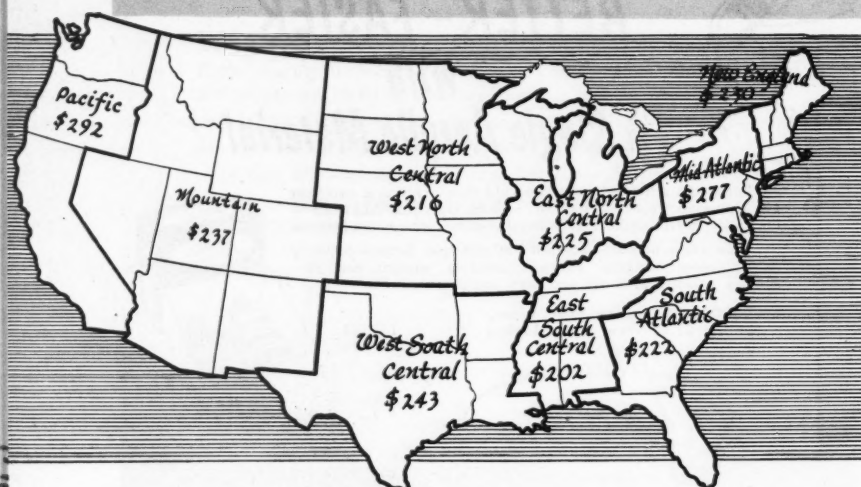 Pacific
$292
Mountain
$237
West North
Central
$216
East North
Central
$225
New England
$230
Mid Atlantic
$277
West South
Central
$243
East
South
Central
$202
South
Atlantic
$222